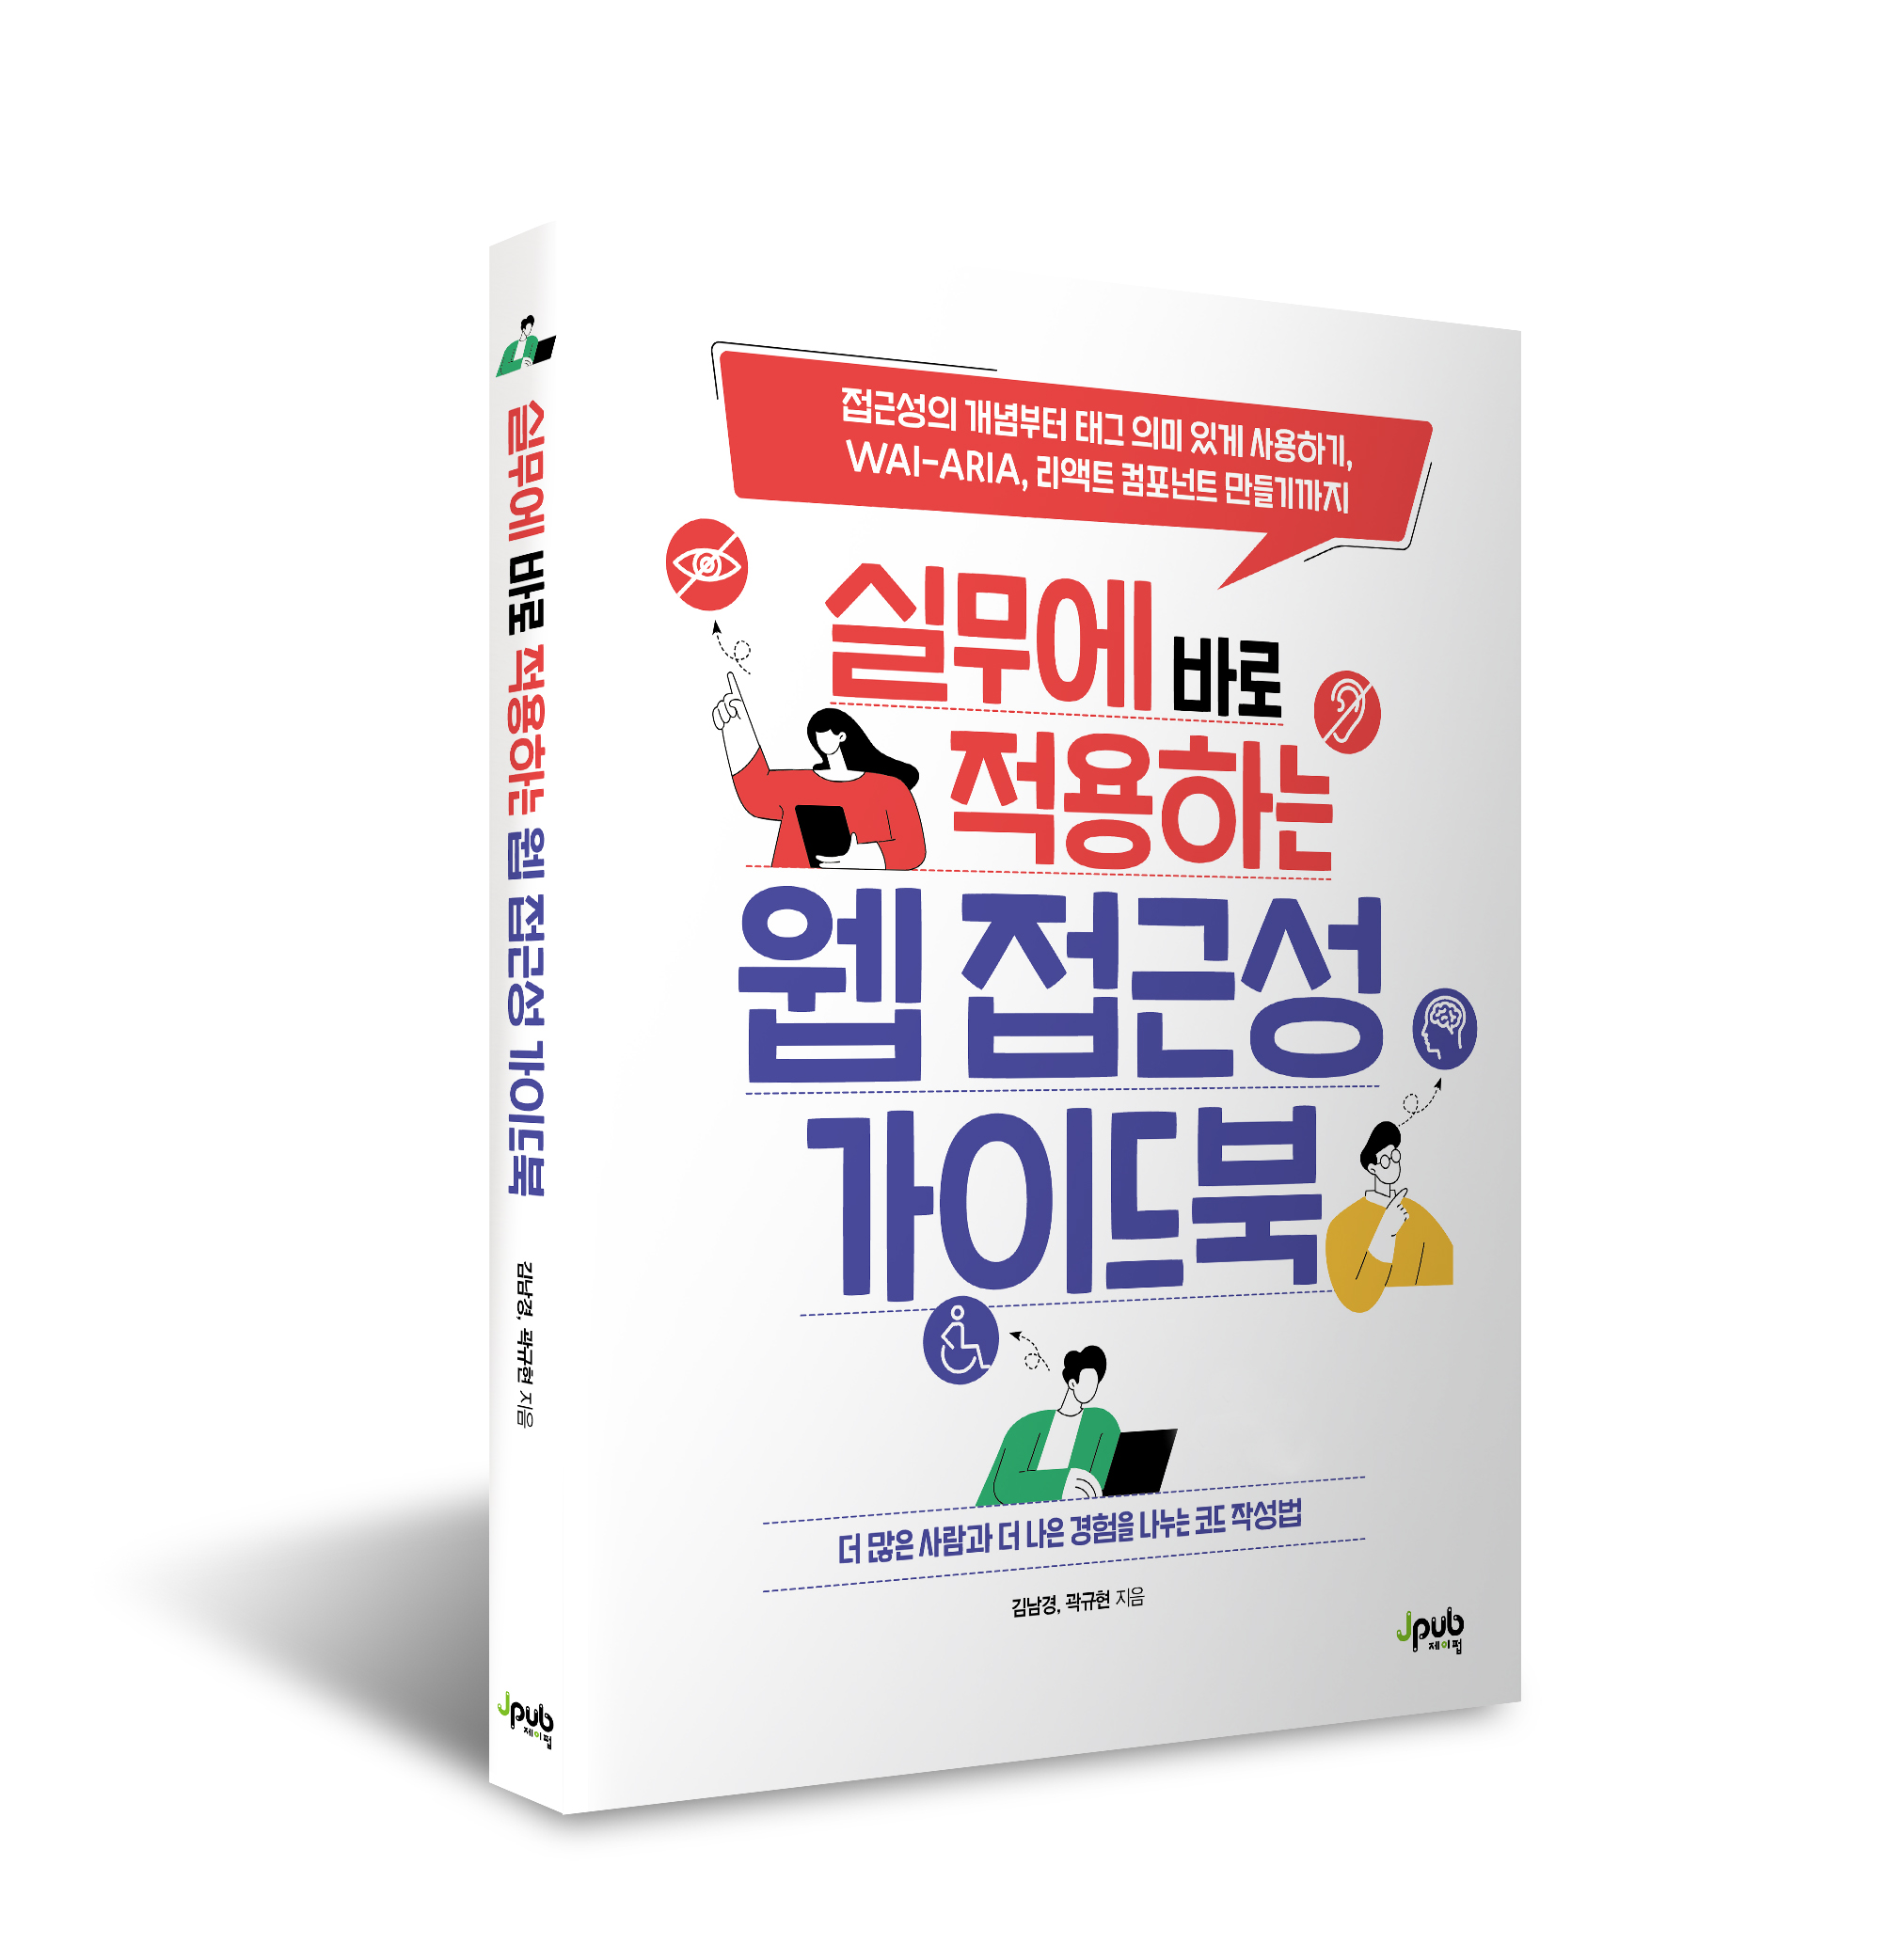 실무에 바로 적용하는 웹 접근성 가이드북
김남경, 곽규현 지음
Jpub
제이펍
접근성의 개념부터 태그 의미 있게 사용하기,
WAI-ARIA, 리액트 컴포넌트 만들기까지
실무에 바로
적용하는
웹 접근성
가이드북
더 많은 사람과 더 나은 경험을 나누는 코드 작성법
김남경, 곽규현 지음
Jpub
제이펍